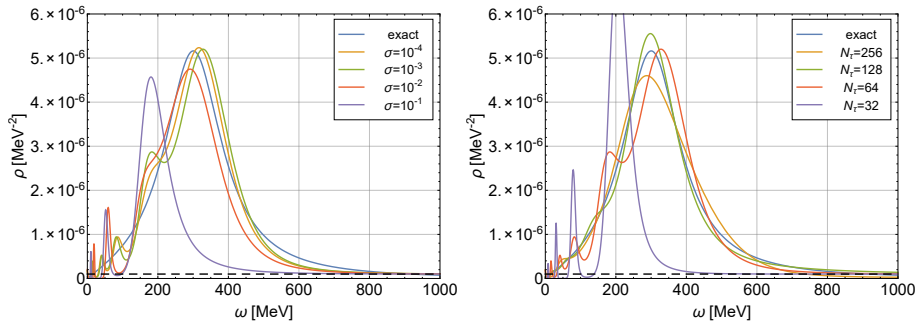 6.×10⁻⁶
5.×10⁻⁶
4.×10⁻⁶
3.×10⁻⁶
2.×10⁻⁶
1.×10⁻⁶
0
ρ [MeV⁻²]
0 200 400 600 800 1000
ω [MeV]
exact
σ=10⁻⁴
σ=10⁻³
σ=10⁻²
σ=10⁻¹
6.×10⁻⁶
5.×10⁻⁶
4.×10⁻⁶
3.×10⁻⁶
2.×10⁻⁶
1.×10⁻⁶
0
ρ [MeV⁻²]
0 200 400 600 800 1000
ω [MeV]
exact
Nτ=256
Nτ=128
Nτ=64
Nτ=32